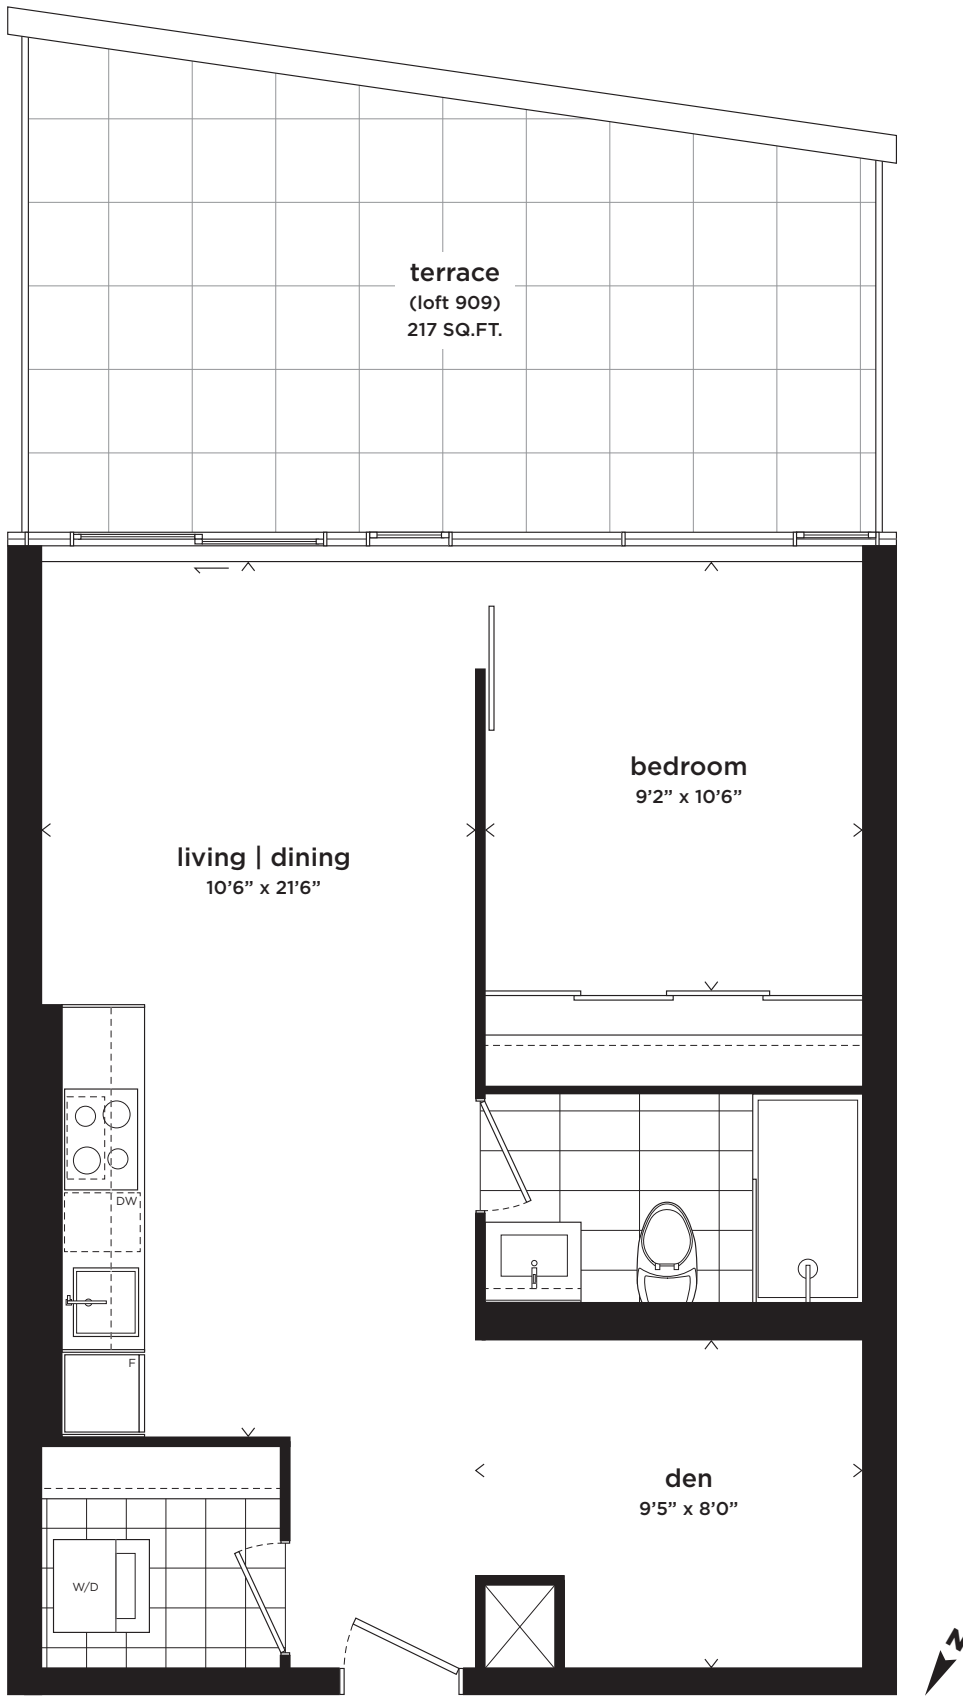 terrace
(loft 909)
217 SQ.FT.
bedroom
9’2” x 10’6”
living | dining
10’6” x 21’6”
DW
F
den
9’5” x 8’0”
W/D
N